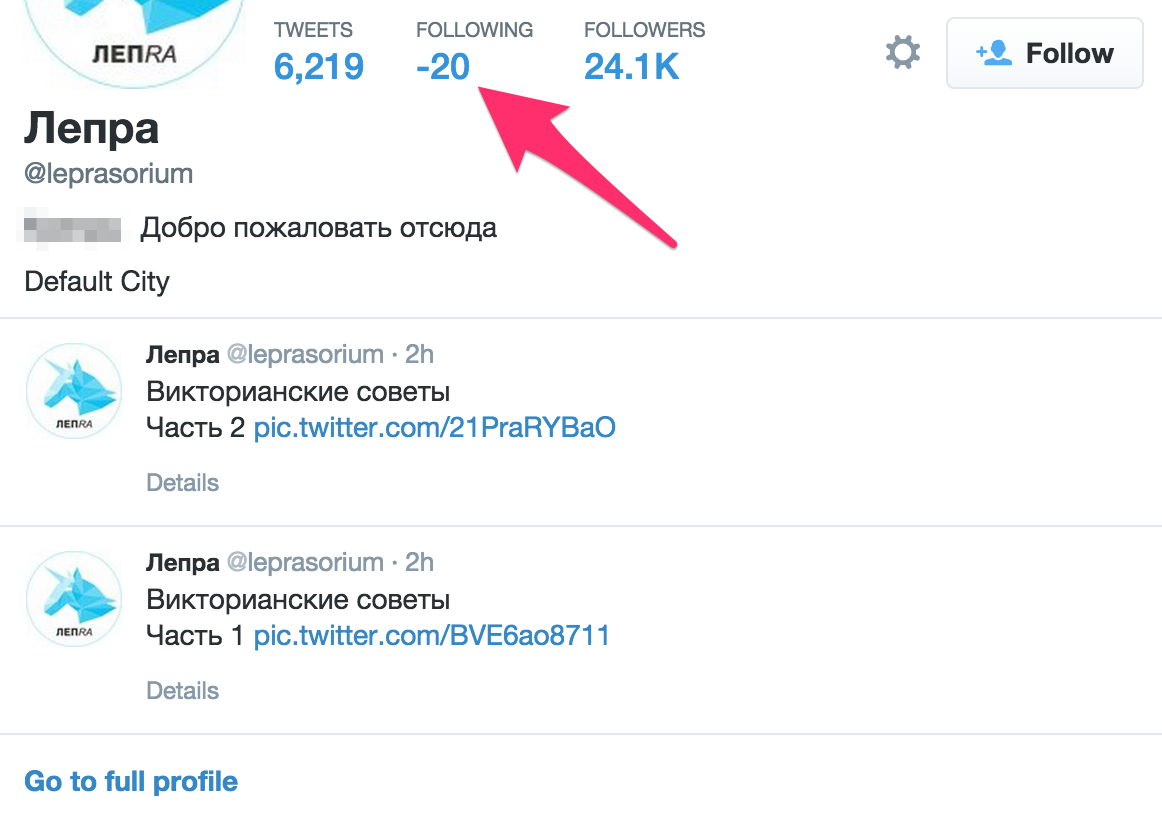 ЛЕПRA
TWEETS FOLLOWING FOLLOWERS
6,219 -20 24.1K
Follow
Лепра
@leprasorium
Добро пожаловать отсюда
Default City
Лепра @leprasorium · 2h
Викторианские советы
Часть 2 pic.twitter.com/21PraRYBaO
ЛЕПRA
Details
Лепра @leprasorium · 2h
Викторианские советы
Часть 1 pic.twitter.com/BVE6ao8711
ЛЕПRA
Details
Go to full profile